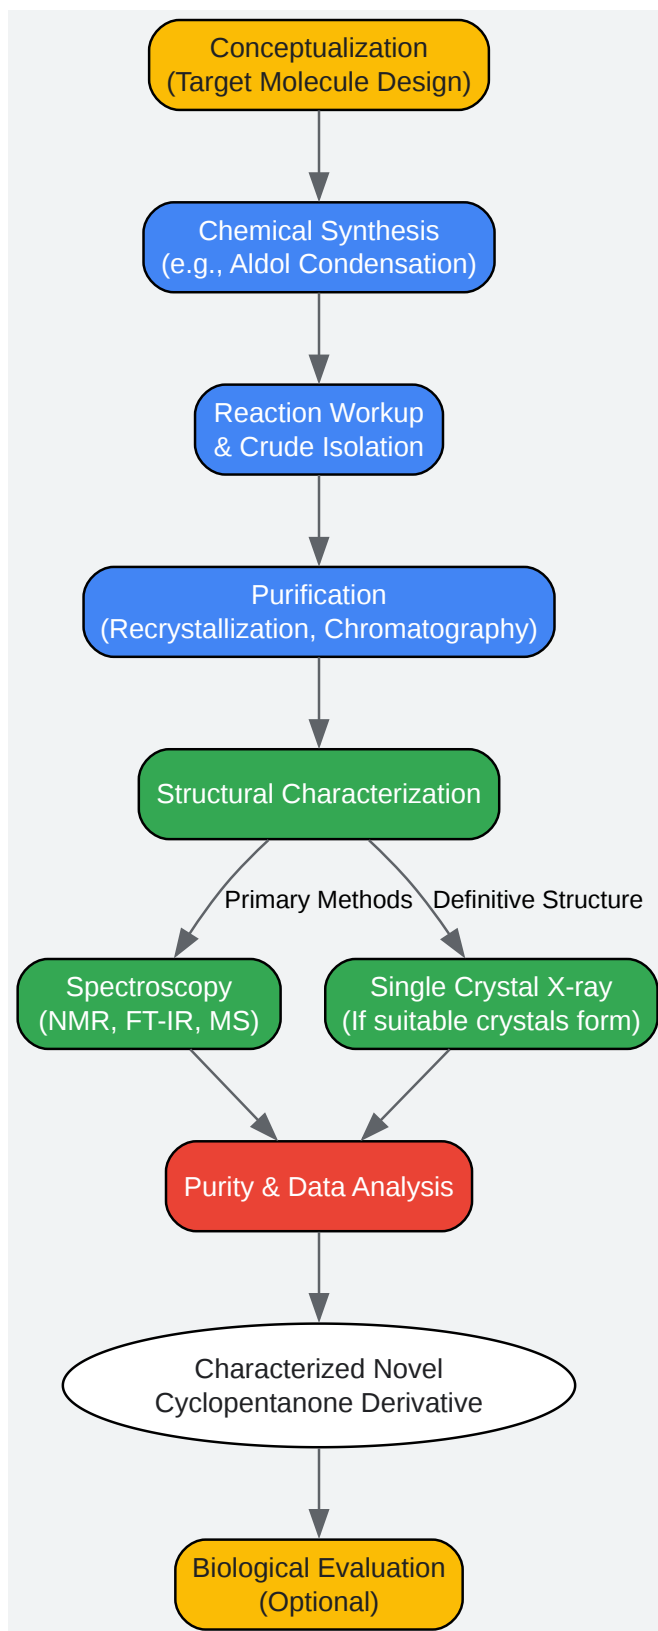 Conceptualization
(Target Molecule Design)
Chemical Synthesis
(e.g., Aldol Condensation)
Reaction Workup
& Crude Isolation
Purification
(Recrystallization, Chromatography)
Structural Characterization
Primary Methods
Definitive Structure
Spectroscopy
(NMR, FT-IR, MS)
Single Crystal X-ray
(If suitable crystals form)
Purity & Data Analysis
Characterized Novel
Cyclopentanone Derivative
Biological Evaluation
(Optional)